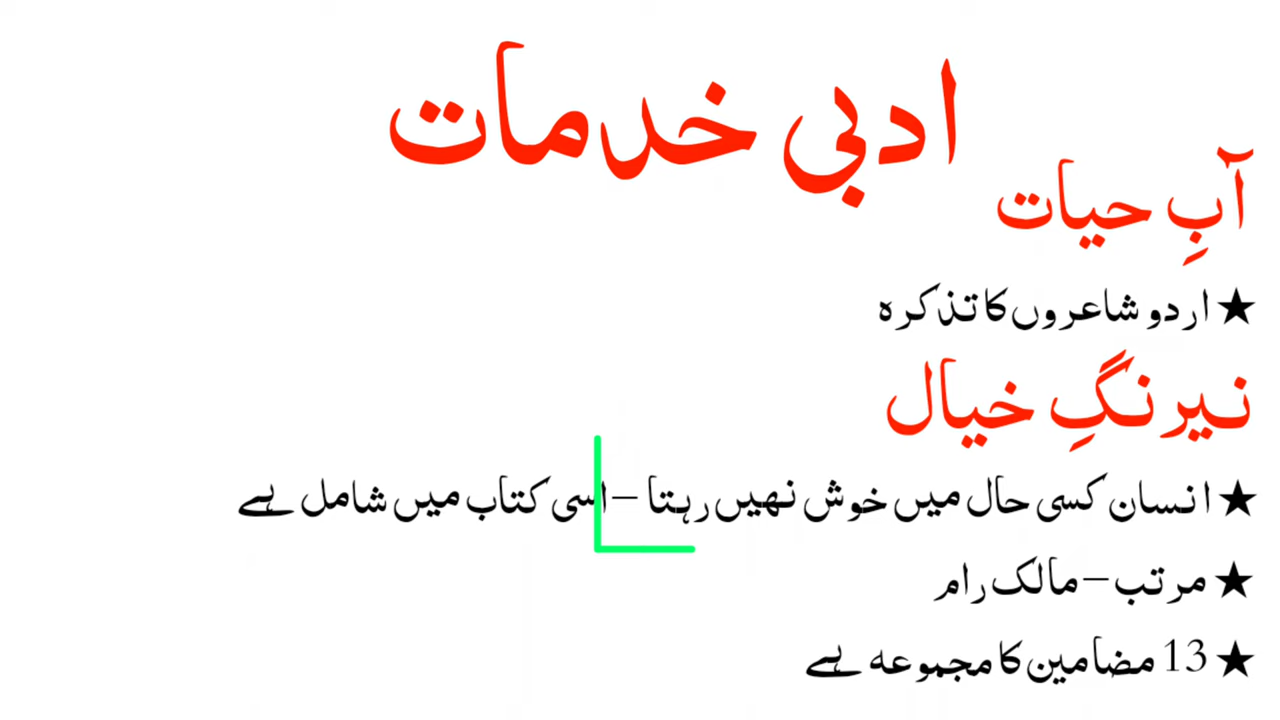 ادبی خدمات
آبِ حیات
★ اردو شاعروں کا تذکرہ
نیرنگِ خیال
★ انسان کسی حال میں خوش نہیں رہتا – اسی کتاب میں شامل ہے
★ مرتب – مالک رام
★ 13 مضامین کا مجموعہ ہے